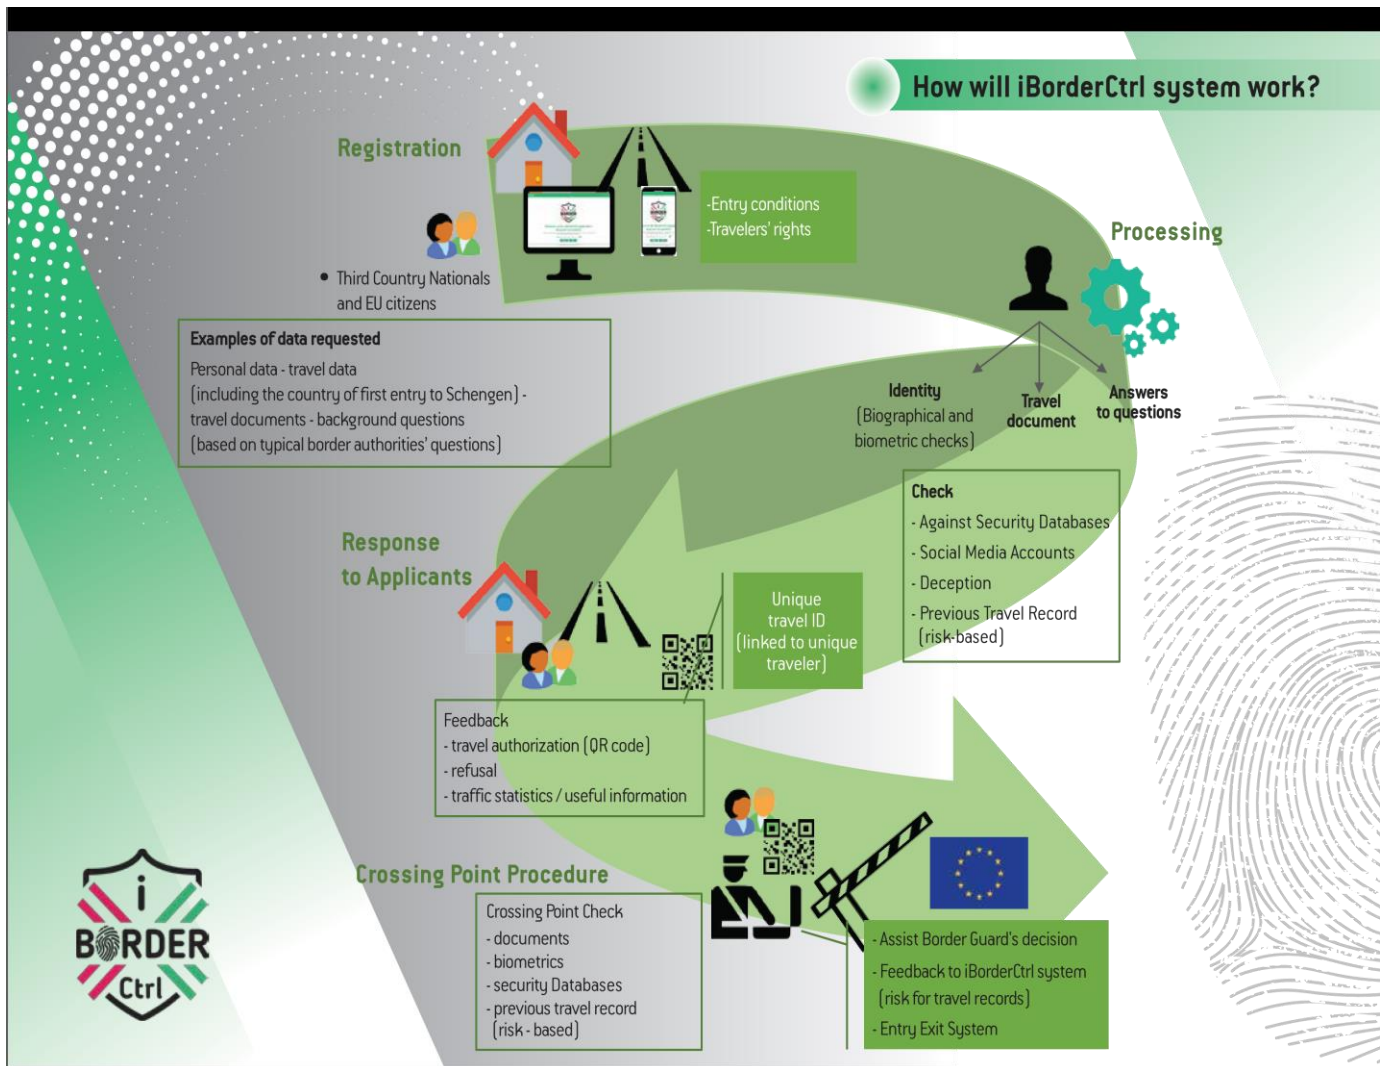 How will iBorderCtrl system work?
Registration
-Entry conditions
-Travelers' rights
• Third Country Nationals
and EU citizens
Examples of data requested
Personal data - travel data
(including the country of first entry to Schengen) -
travel documents - background questions
(based on typical border authorities' questions)
Processing
Identity
(Biographical and
biometric checks)
Travel
document
Answers
to questions
Check
- Against Security Databases
- Social Media Accounts
- Deception
- Previous Travel Record
(risk-based)
Response
to Applicants
Unique
travel ID
(linked to unique
traveler)
Feedback
- travel authorization (QR code)
- refusal
- traffic statistics / useful information
Crossing Point Procedure
Crossing Point Check
- documents
- biometrics
- security Databases
- previous travel record
(risk - based)
- Assist Border Guard's decision
- Feedback to iBorderCtrl system
(risk for travel records)
- Entry Exit System
i
BORDER
Ctrl